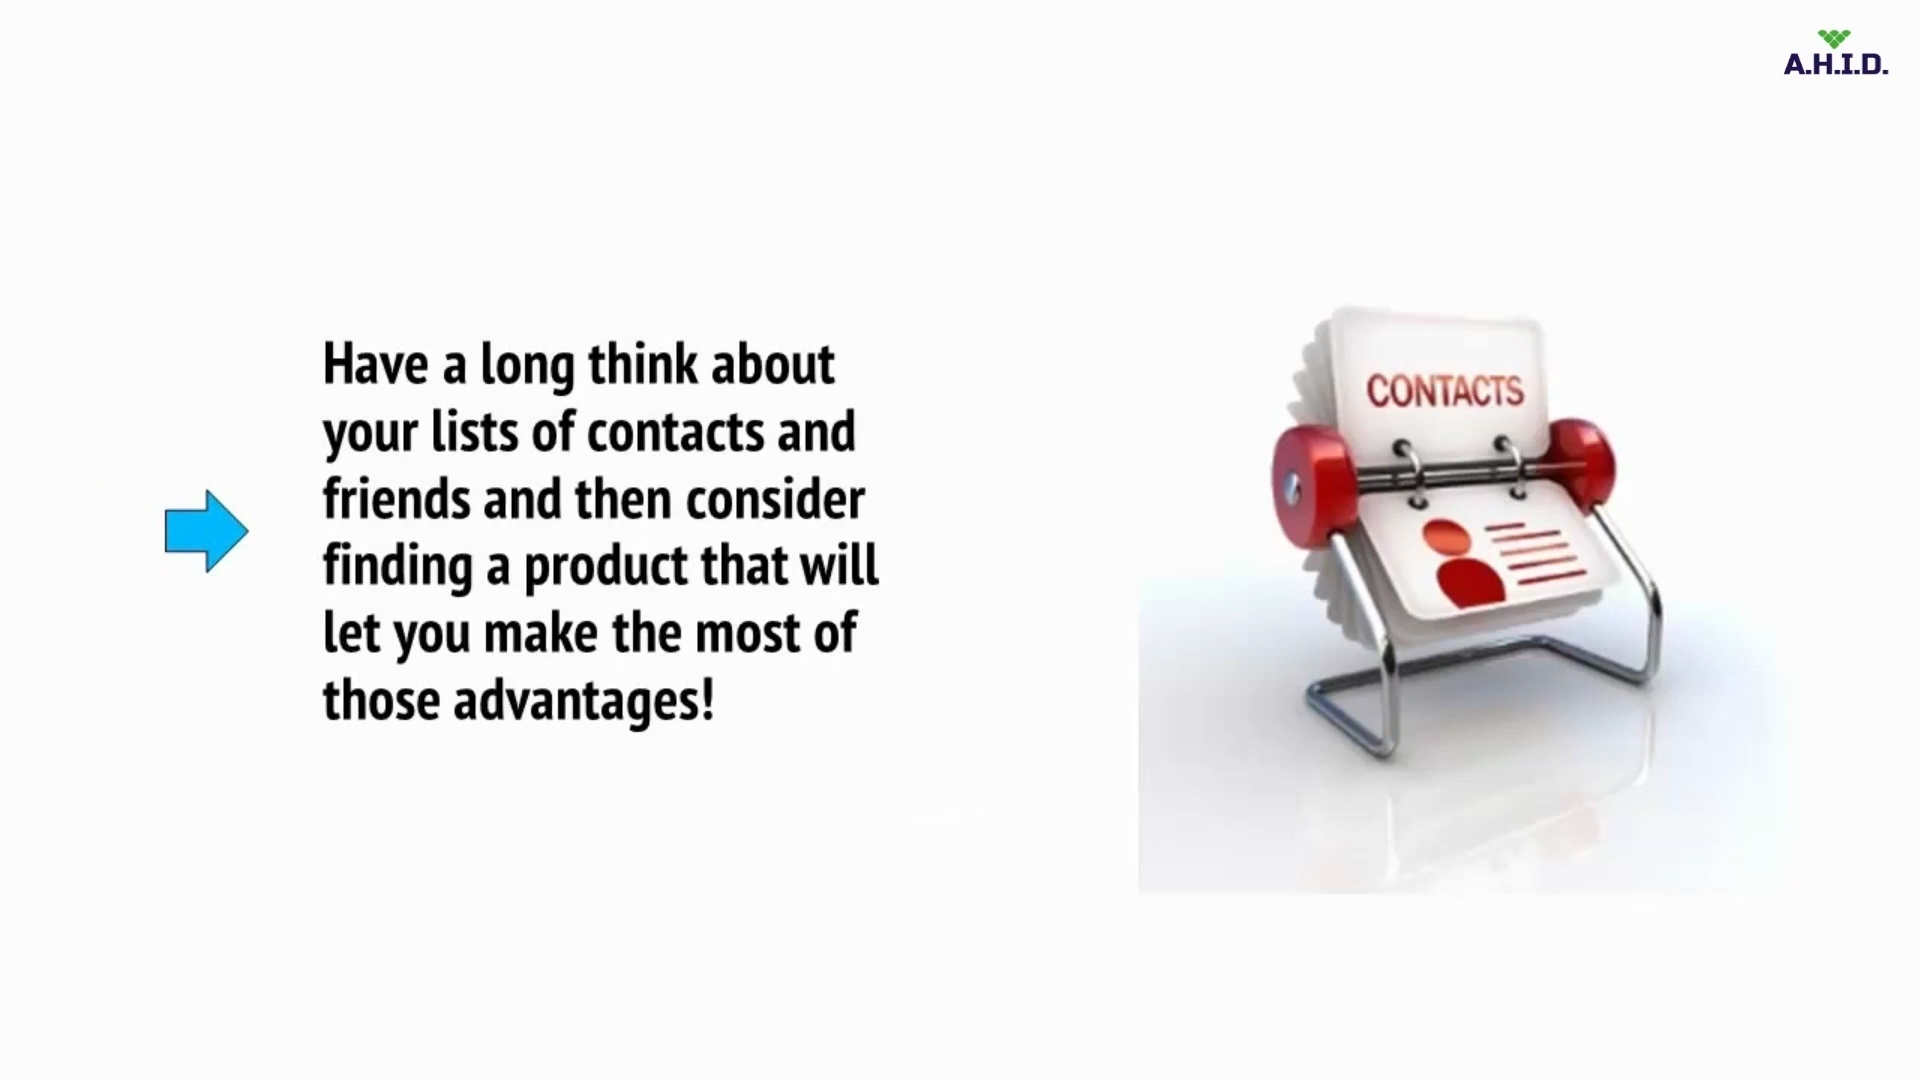 A.H.I.D.
Have a long think about
your lists of contacts and
friends and then consider
finding a product that will
let you make the most of
those advantages!
CONTACTS